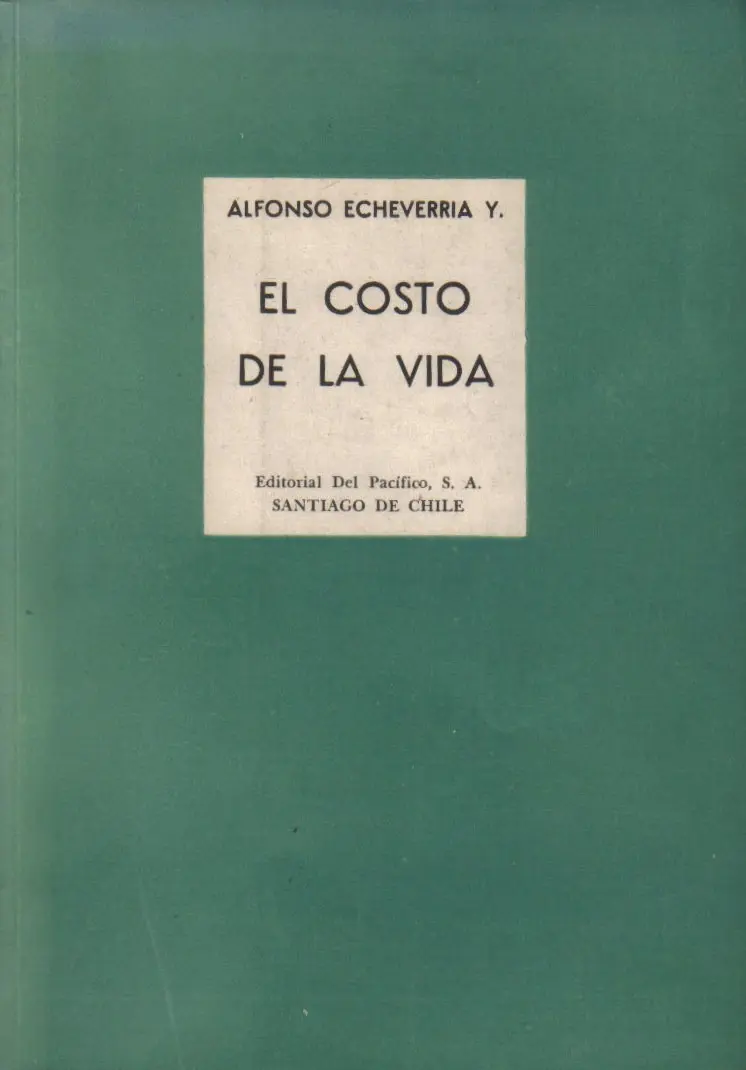 ALFONSO ECHEVERRIA Y.
EL COSTO
DE LA VIDA
Editorial Del Pacífico, S. A.
SANTIAGO DE CHILE